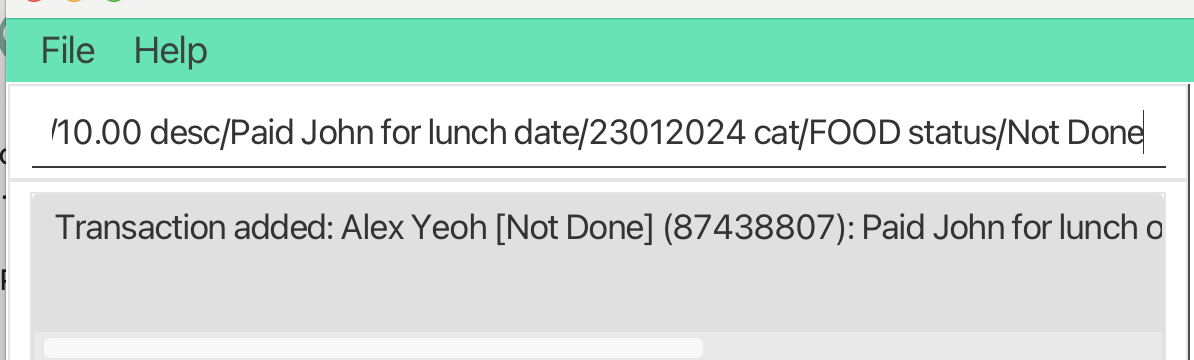 File Help
/10.00 desc/Paid John for lunch date/23012024 cat/FOOD status/Not Done
Transaction added: Alex Yeoh [Not Done] (87438807): Paid John for lunch